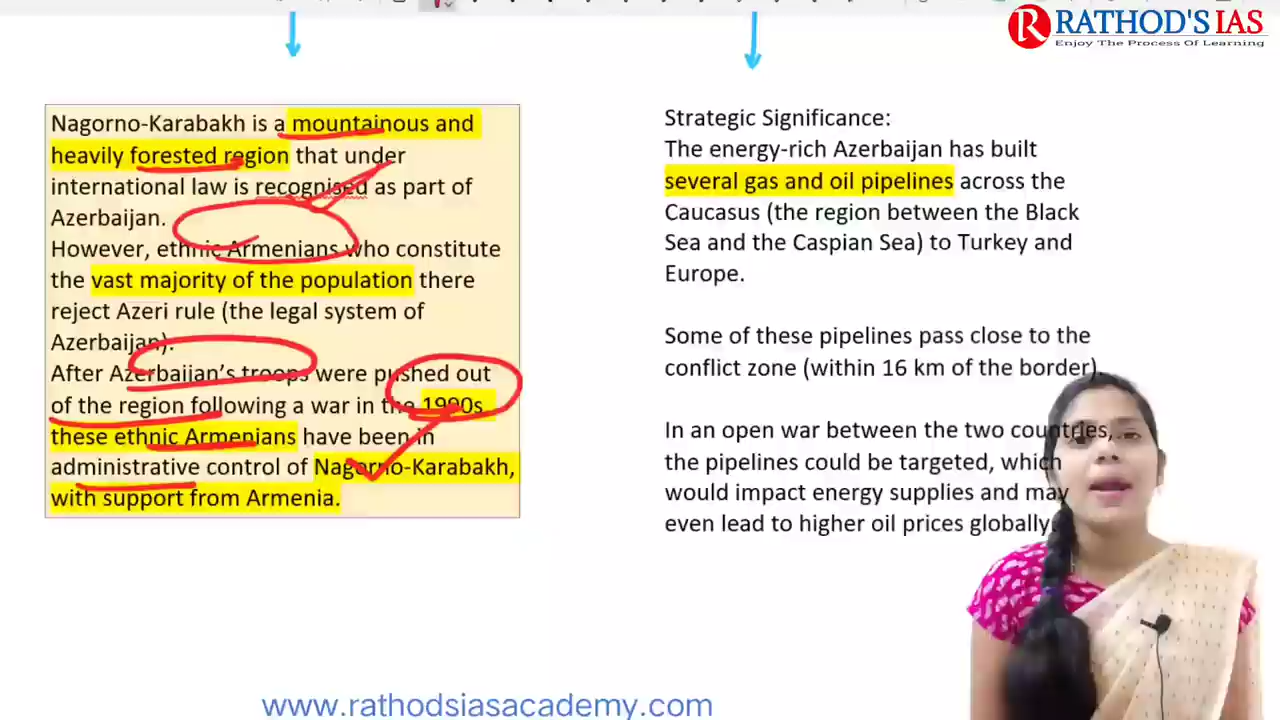 RATHOD'S IAS
Enjoy The Process Of Learning
Nagorno-Karabakh is a mountainous and
heavily forested region that under
international law is recognised as part of
Azerbaijan.
However, ethnic Armenians who constitute
the vast majority of the population there
reject Azeri rule (the legal system of
Azerbaijan).
After Azerbaijan's troops were pushed out
of the region following a war in the 1990s
these ethnic Armenians have been in
administrative control of Nagorno-Karabakh,
with support from Armenia.
Strategic Significance:
The energy-rich Azerbaijan has built
several gas and oil pipelines across the
Caucasus (the region between the Black
Sea and the Caspian Sea) to Turkey and
Europe.
Some of these pipelines pass close to the
conflict zone (within 16 km of the border).
In an open war between the two countries,
the pipelines could be targeted, which
would impact energy supplies and may
even lead to higher oil prices globally.
www.rathodsiasacademy.com